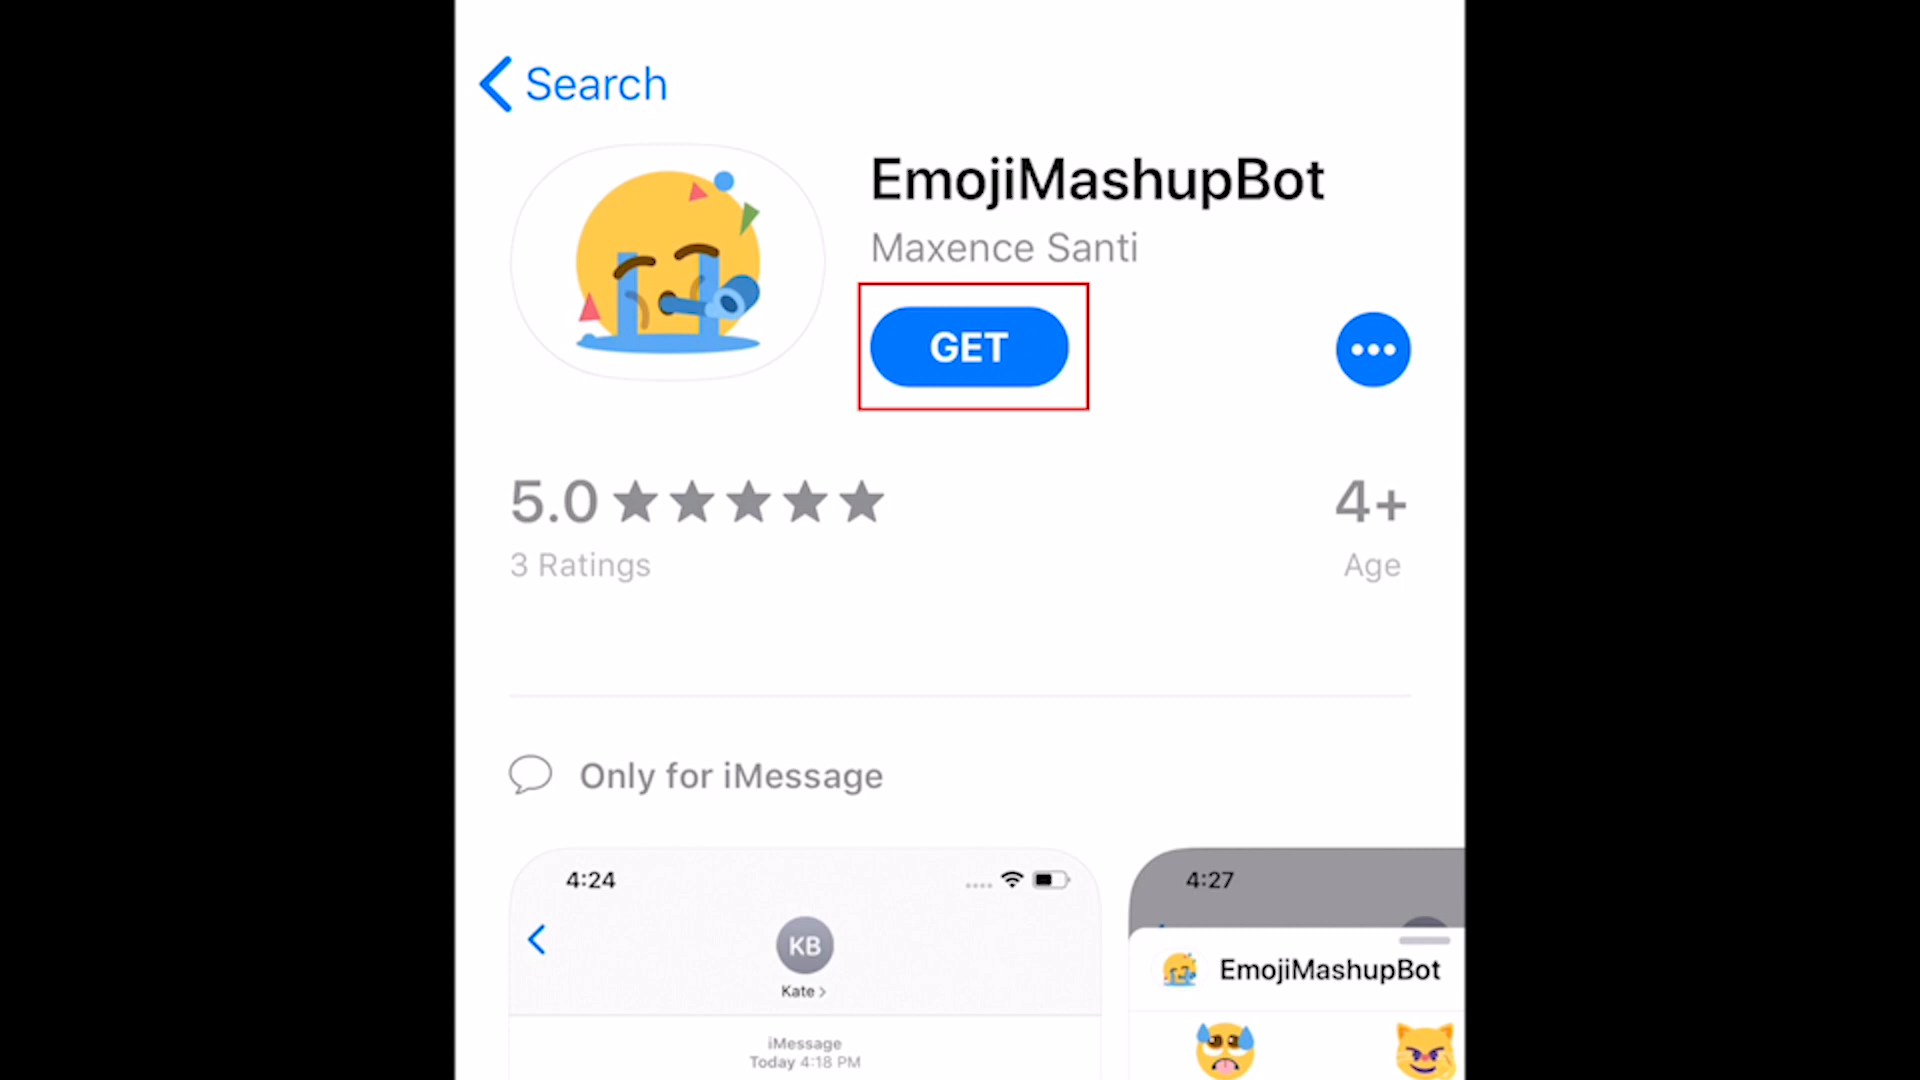 Search
EmojiMashupBot
Maxence Santi
GET
5.0
4+
3 Ratings
Age
Only for iMessage
4:24
4:27
KB
Kate
EmojiMashupBot
iMessage
Today 4:18 PM